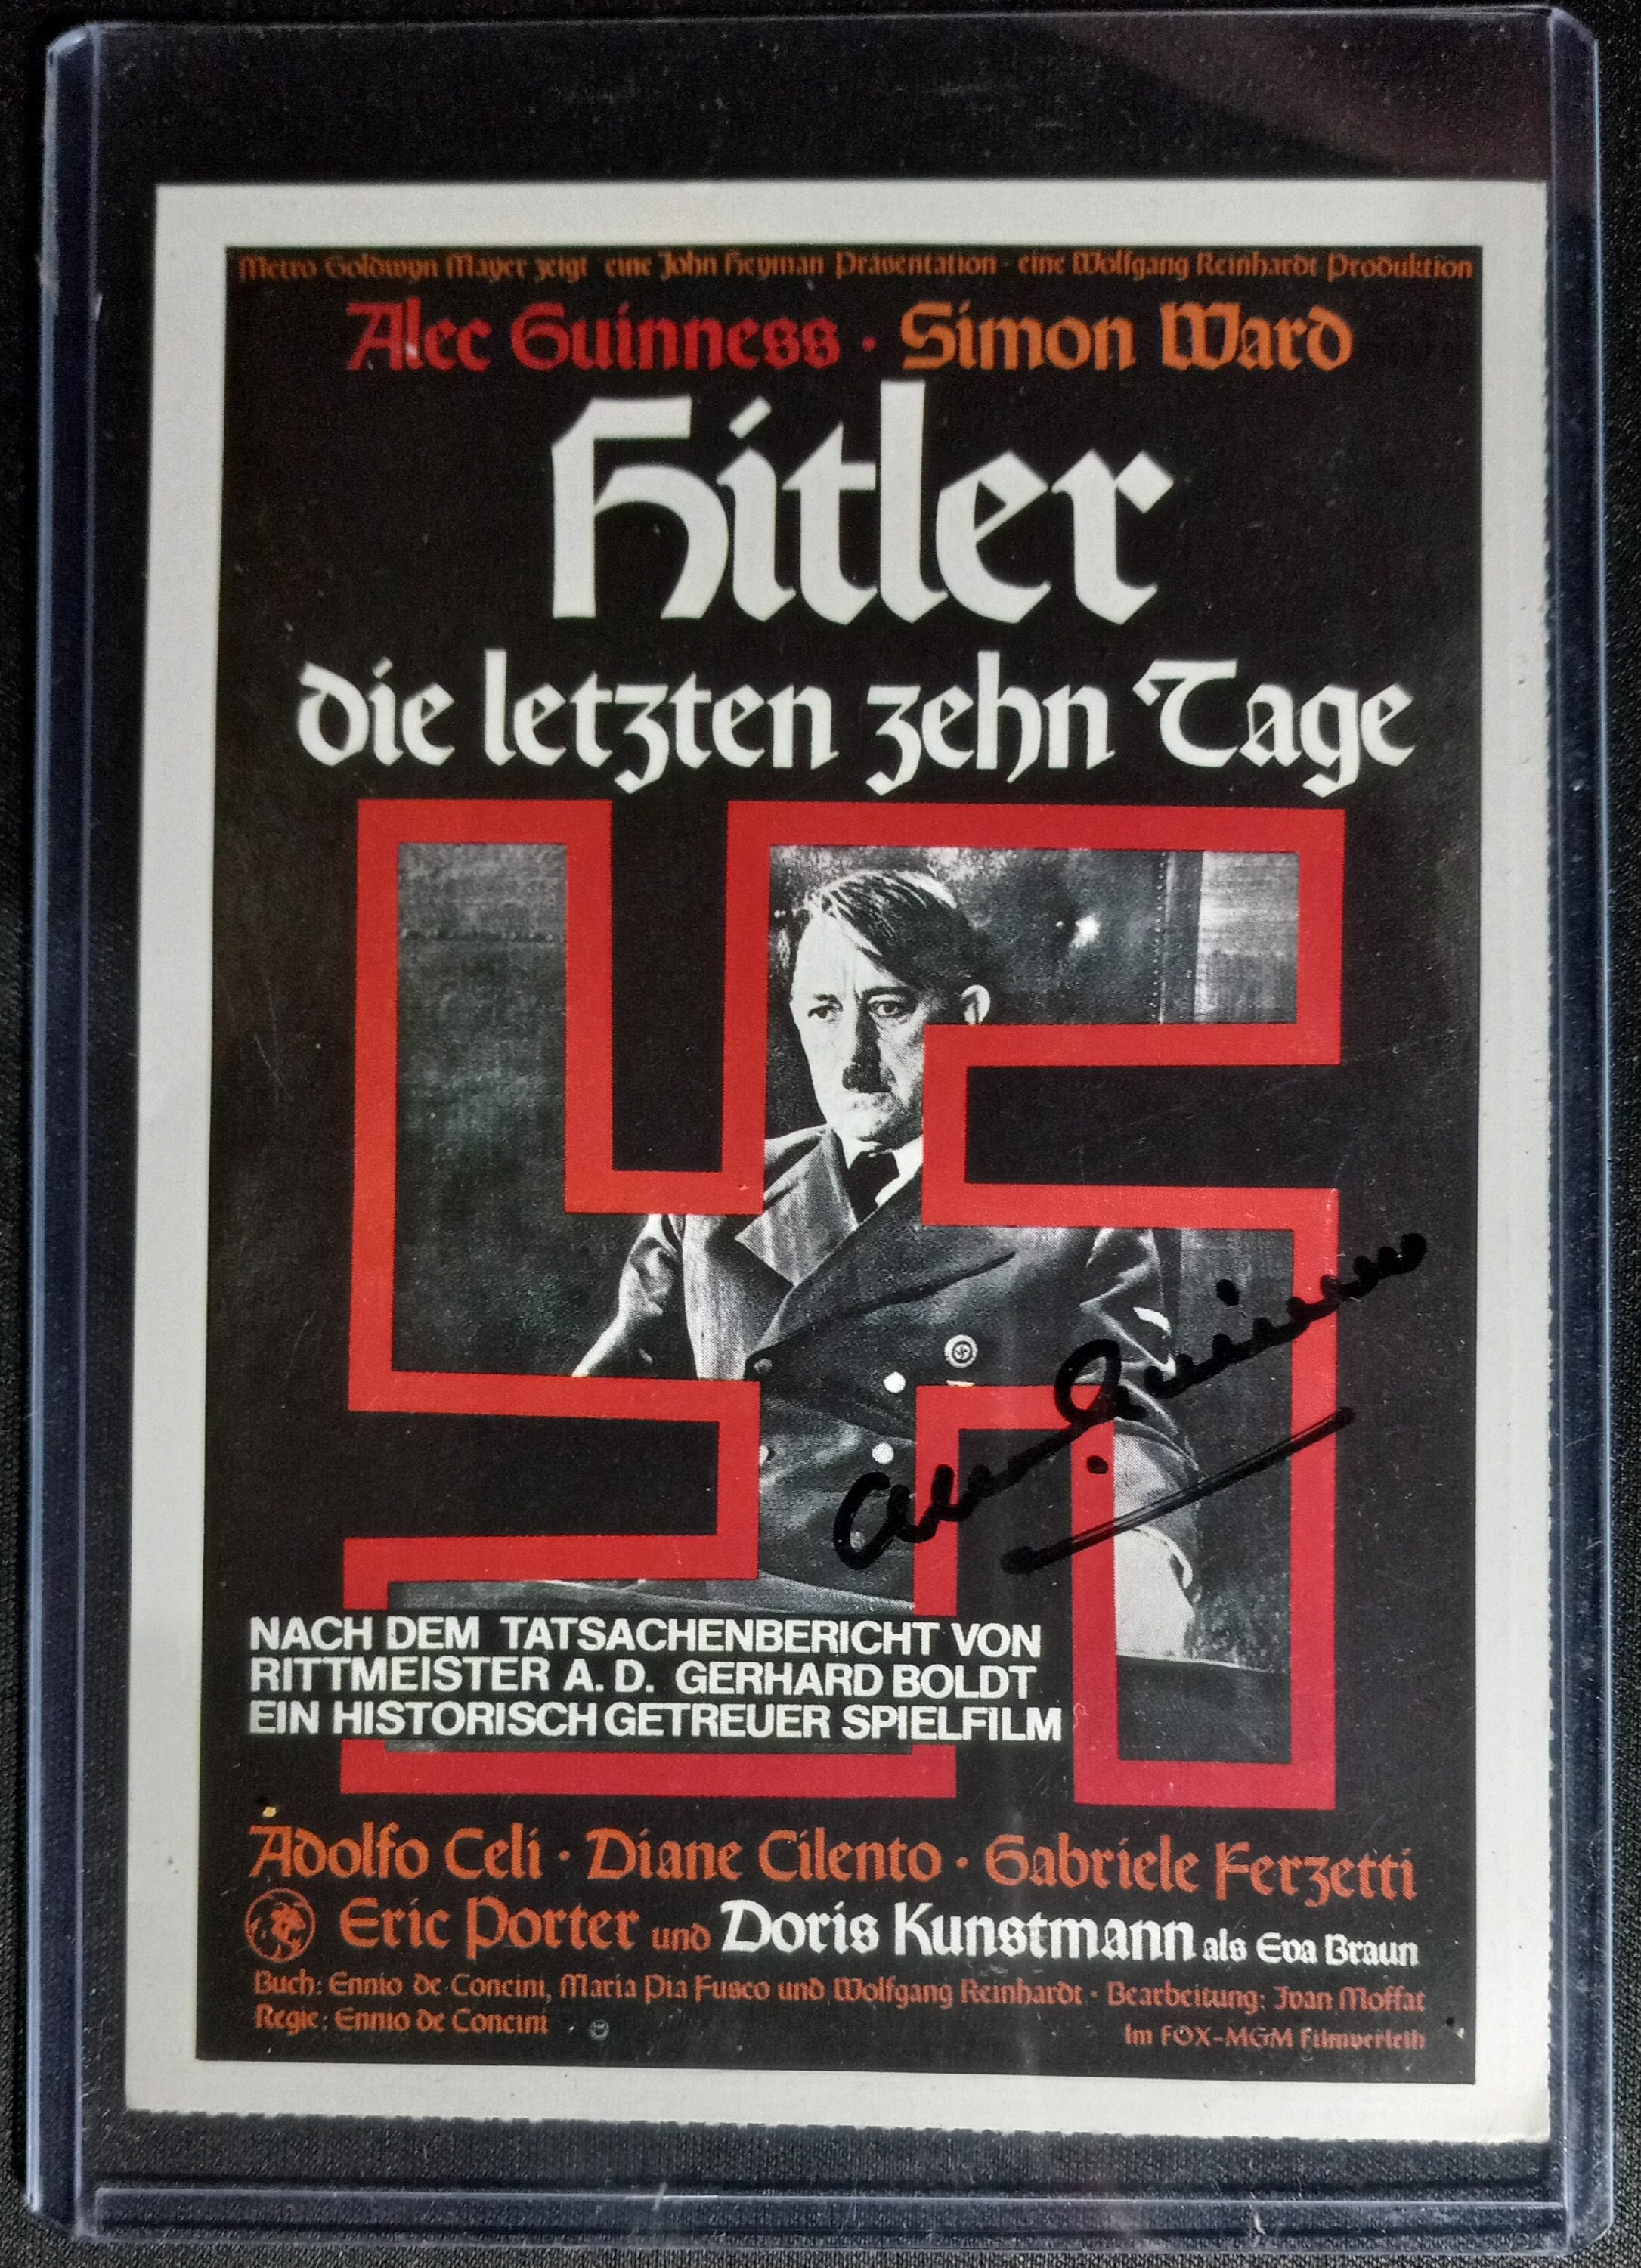 Metro Goldwyn Mayer zeigt eine John Heyman Präsentation - eine Wolfgang Reinhardt Produktion
Alec Guinness · Simon Ward
Hitler
die letzten zehn Tage
Alec Guinness
NACH DEM TATSACHENBERICHT VON
RITTMEISTER A. D. GERHARD BOLDT
EIN HISTORISCH GETREUER SPIELFILM
Adolfo Celi · Diane Cilento · Gabriele Ferzetti
Eric Porter und Doris Kunstmann als Eva Braun
Buch: Ennio de Concini, Maria Pia Fusco und Wolfgang Reinhardt · Bearbeitung: Ivan Moffat
Regie: Ennio de Concini
Im FOX-MGM Filmverleih